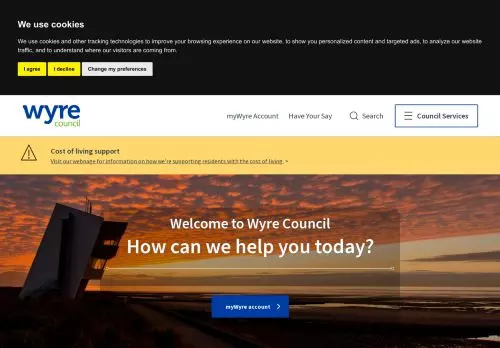 We use cookies
We use cookies and other tracking technologies to improve your browsing experience on our website, to show you personalized content and targeted ads, to analyze our website
traffic, and to understand where our visitors are coming from.
I agree I decline Change my preferences
wyre
council
myWyre Account Have Your Say Search Council Services
Cost of living support
Visit our webpage for information on how we're supporting residents with the cost of living.
Welcome to Wyre Council
How can we help you today?
myWyre account